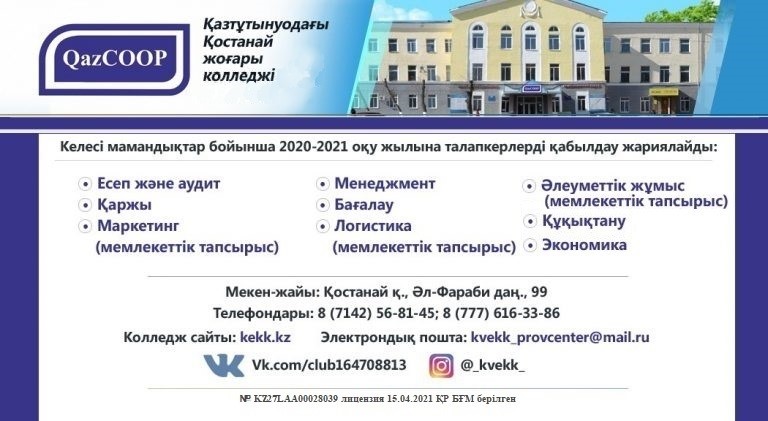 QazCOOP
Қазтұтынуодағы
Қостанай
жоғары
колледжі
QazCOOP
Келесі мамандықтар бойынша 2020-2021 оқу жылына талапкерлерді қабылдау жариялайды:
Есеп және аудит
Қаржы
Маркетинг
(мемлекеттік тапсырыс)
Менеджмент
Бағалау
Логистика
(мемлекеттік тапсырыс)
Әлеуметтік жұмыс
(мемлекеттік тапсырыс)
Құқықтану
Экономика
Мекен-жайы: Қостанай қ., Әл-Фараби даң., 99
Телефондары: 8 (7142) 56-81-45; 8 (777) 616-33-86
Колледж сайты: kekk.kz Электрондық пошта: kvekk_provcenter@mail.ru
Vk.com/club164708813 @_kvekk_
№ KZ27LAA00028039 лицензия 15.04.2021 ҚР БҒМ берілген